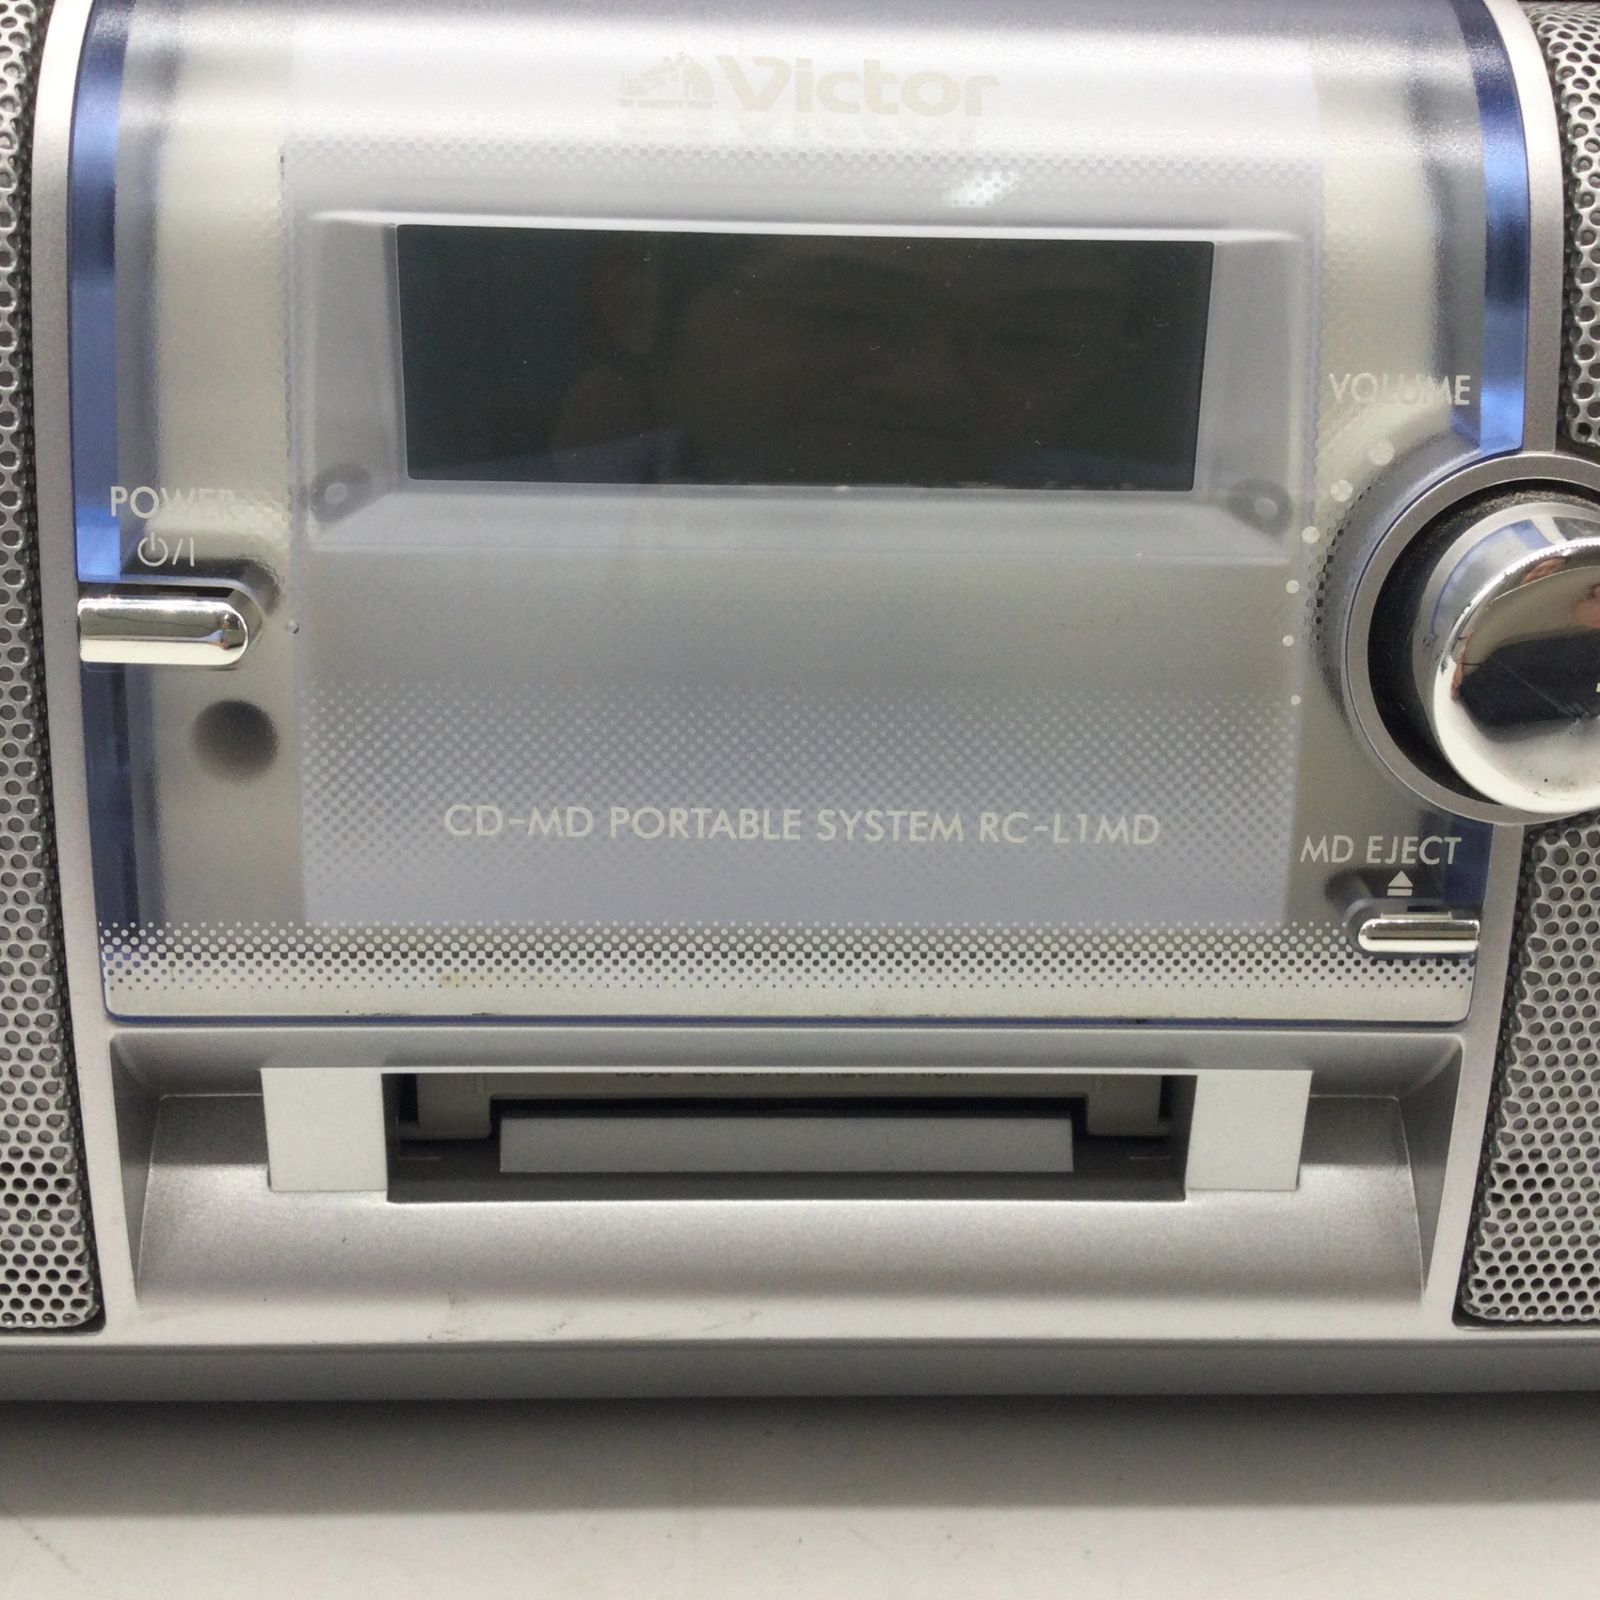 Victor
VOLUME
POWER
⏻/I
CD-MD PORTABLE SYSTEM RC-L1MD
MD EJECT